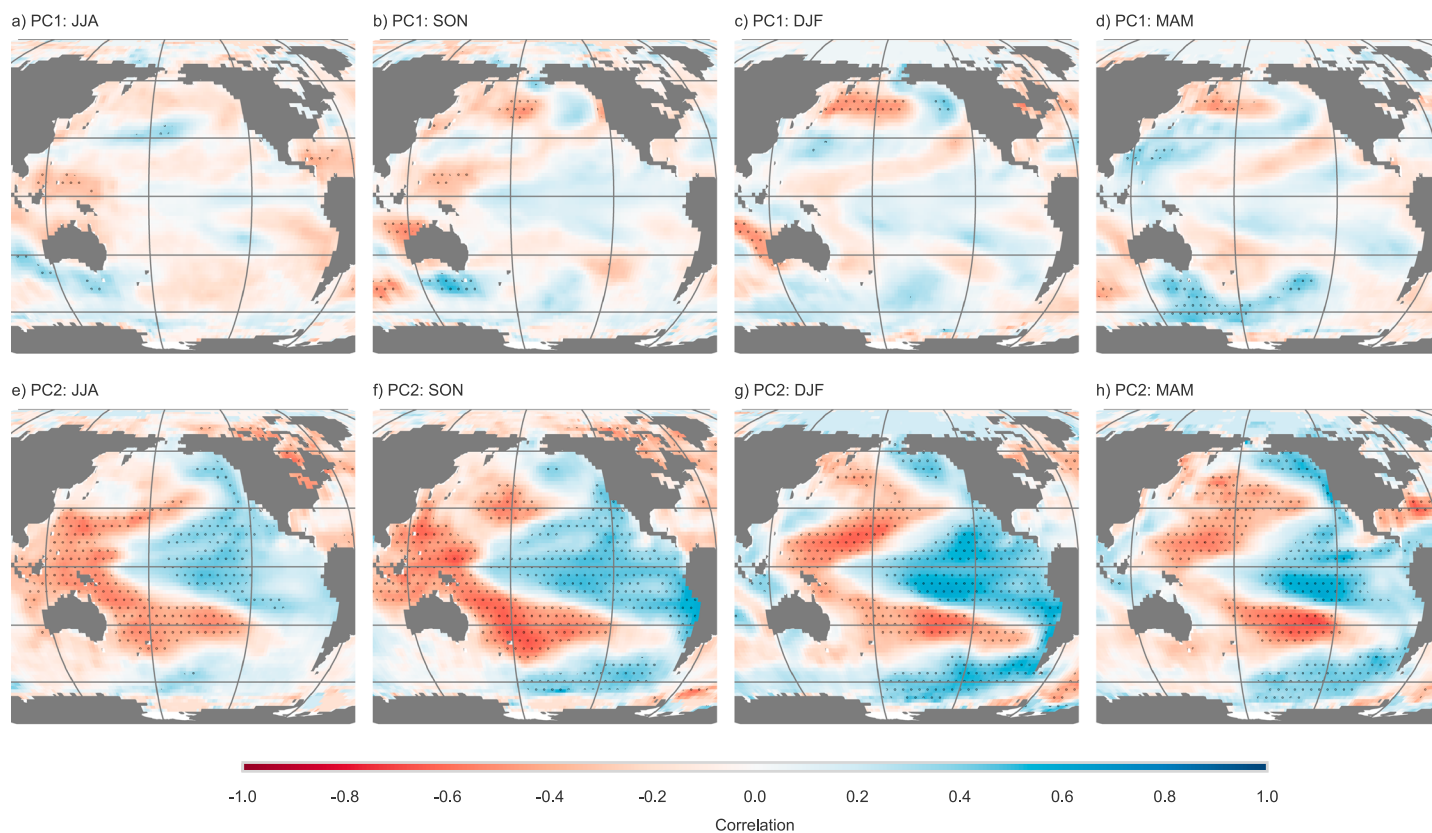 a) PC1: JJA
b) PC1: SON
c) PC1: DJF
d) PC1: MAM
e) PC2: JJA
f) PC2: SON
g) PC2: DJF
h) PC2: MAM
-1.0 -0.8 -0.6 -0.4 -0.2 0.0 0.2 0.4 0.6 0.8 1.0
Correlation